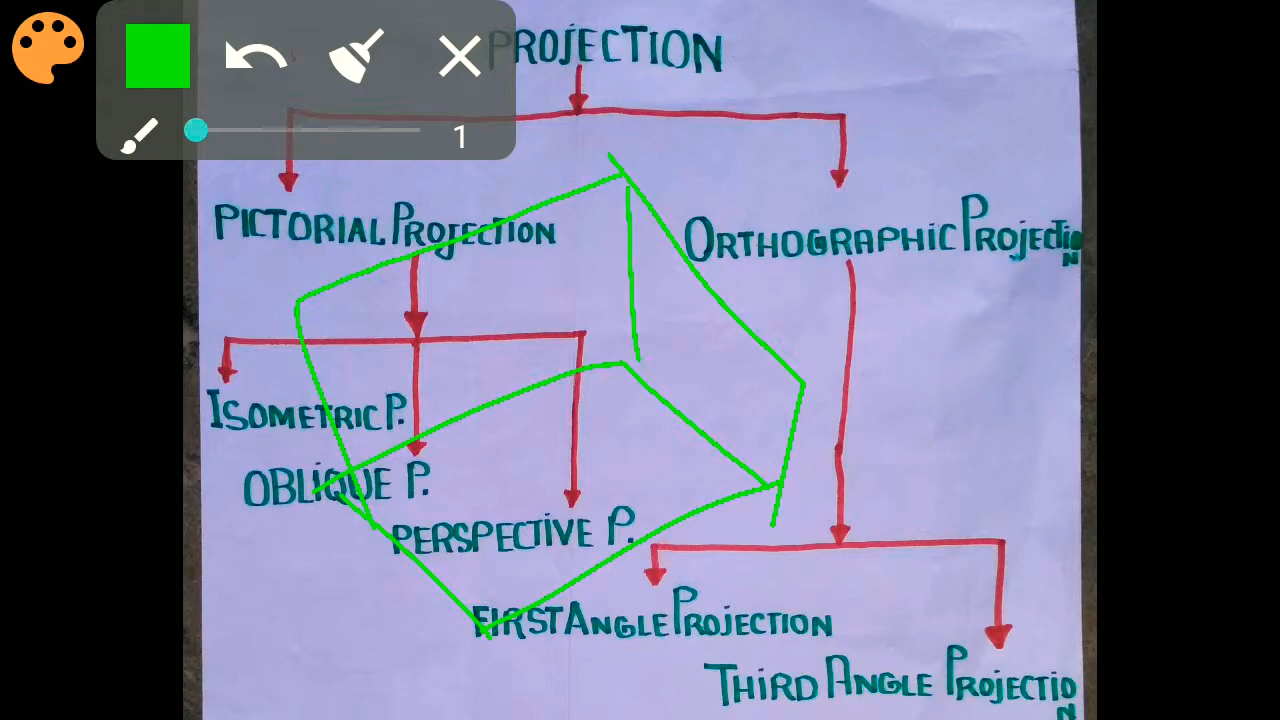 1
PROJECTION
PICTORIAL PROJECTION
ORTHOGRAPHIC PROJECTION
ISOMETRIC P.
OBLIQUE P.
PERSPECTIVE P.
FIRST ANGLE PROJECTION
THIRD ANGLE PROJECTION